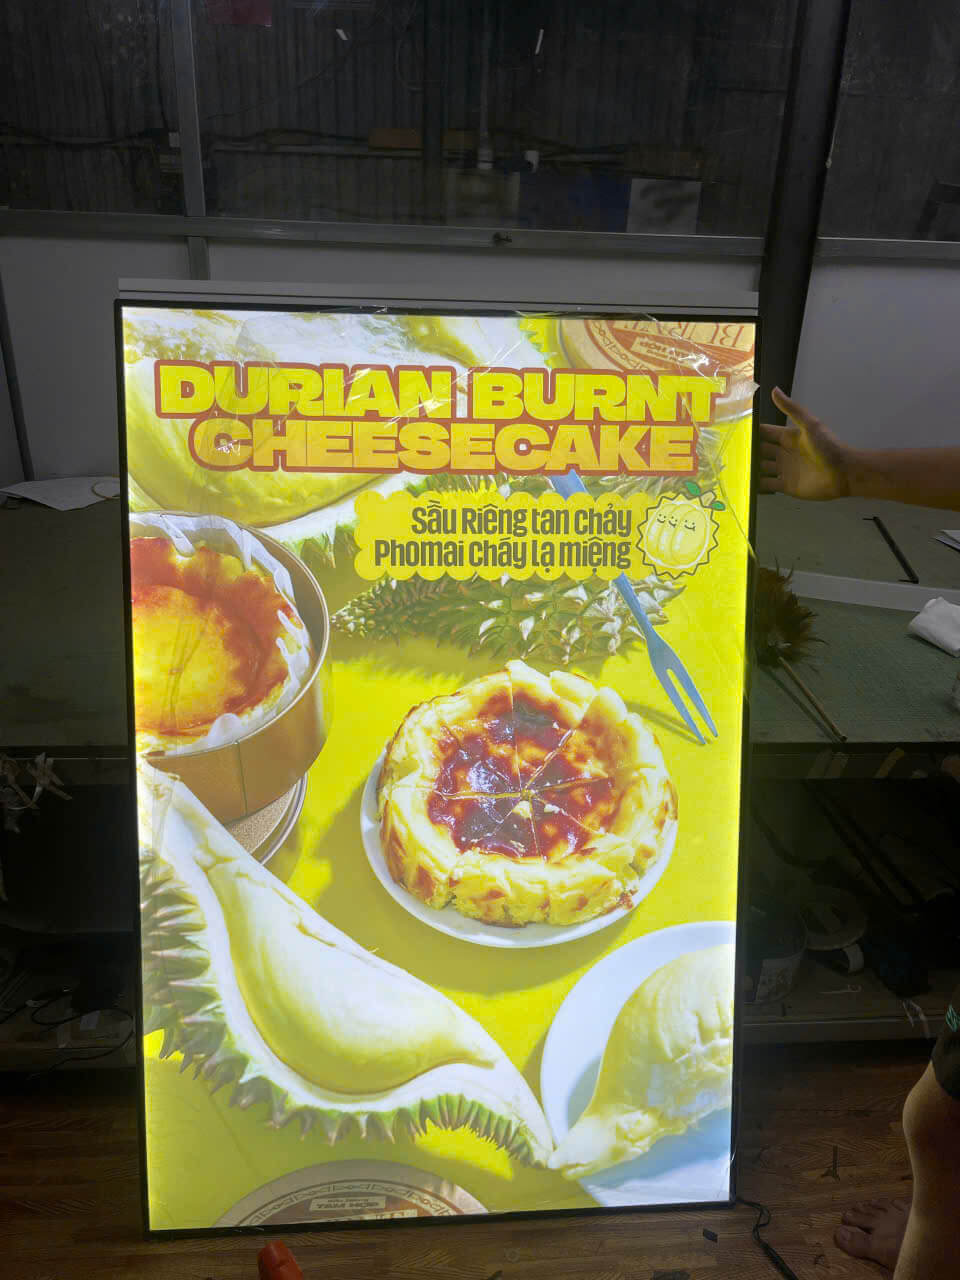 DURIAN BURNT
CHEESECAKE
Sầu Riêng tan chảy
Phomai cháy lạ miệng